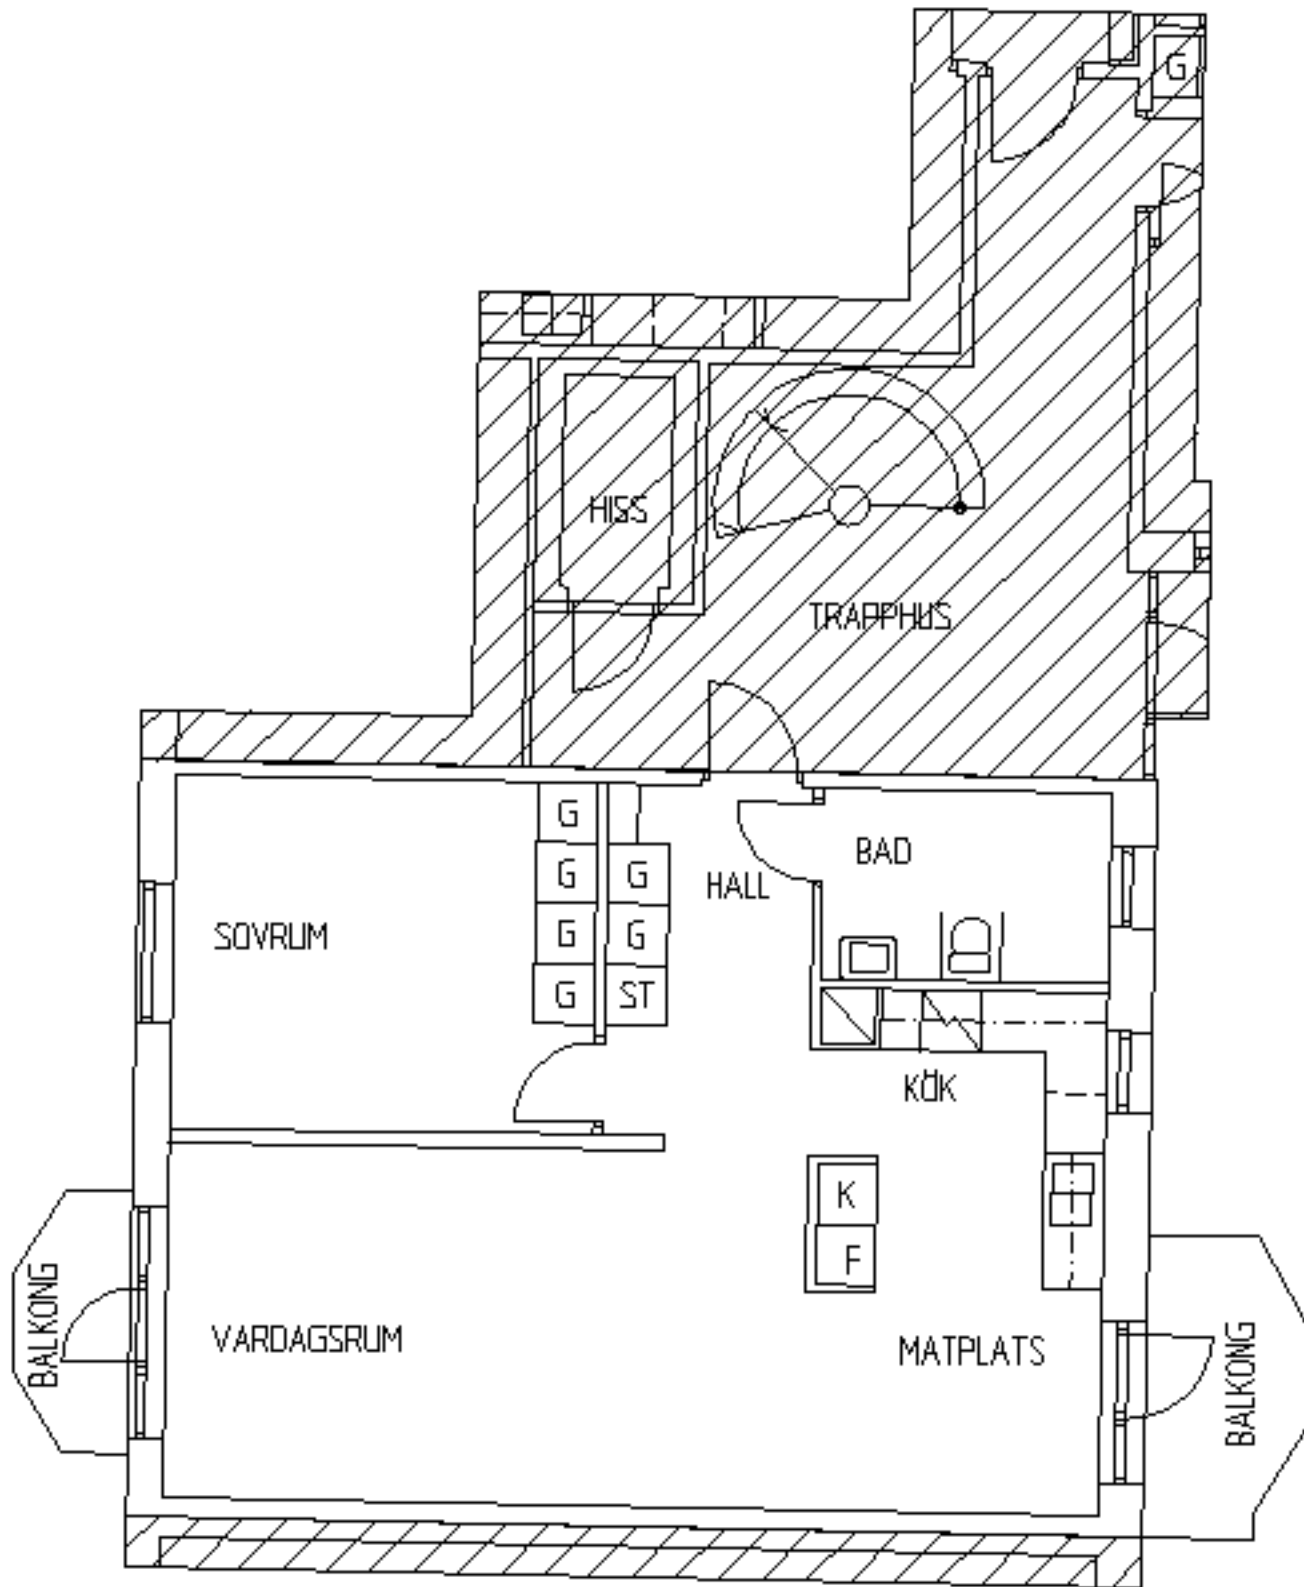 G
HISS
TRAPPHUS
G
BAD
G G
HALL
SOVRUM
G G
G ST
KÖK
K
F
BALKONG
VARDAGSRUM
MATPLATS
BALKONG